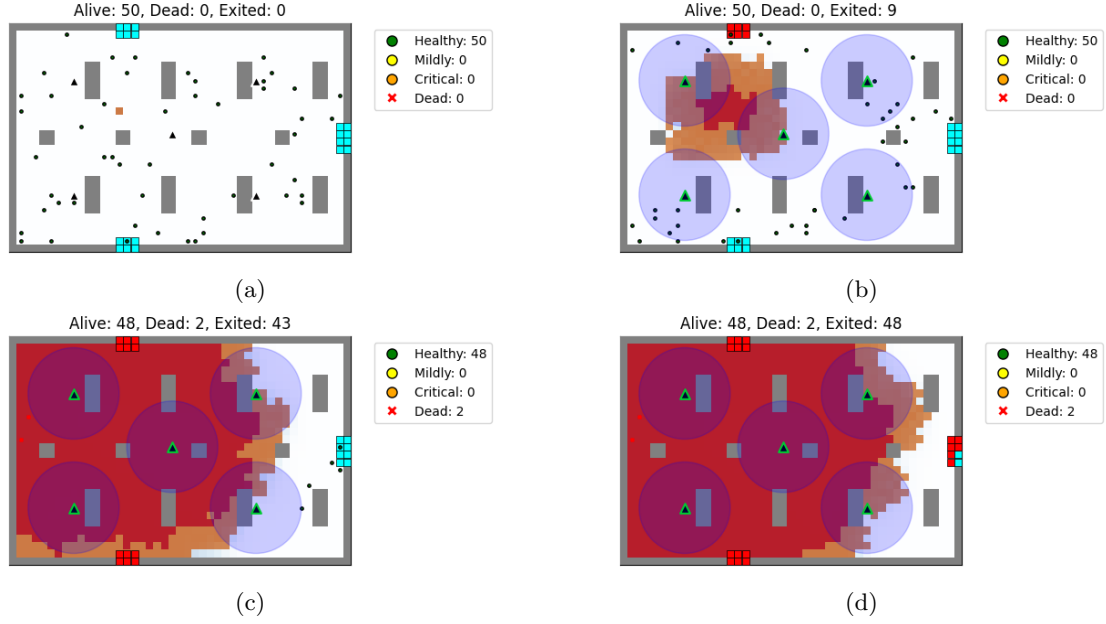 Alive: 50, Dead: 0, Exited: 0
Healthy: 50
Mildly: 0
Critical: 0
Dead: 0
(a)
Alive: 50, Dead: 0, Exited: 9
Healthy: 50
Mildly: 0
Critical: 0
Dead: 0
(b)
Alive: 48, Dead: 2, Exited: 43
Healthy: 48
Mildly: 0
Critical: 0
Dead: 2
(c)
Alive: 48, Dead: 2, Exited: 48
Healthy: 48
Mildly: 0
Critical: 0
Dead: 2
(d)